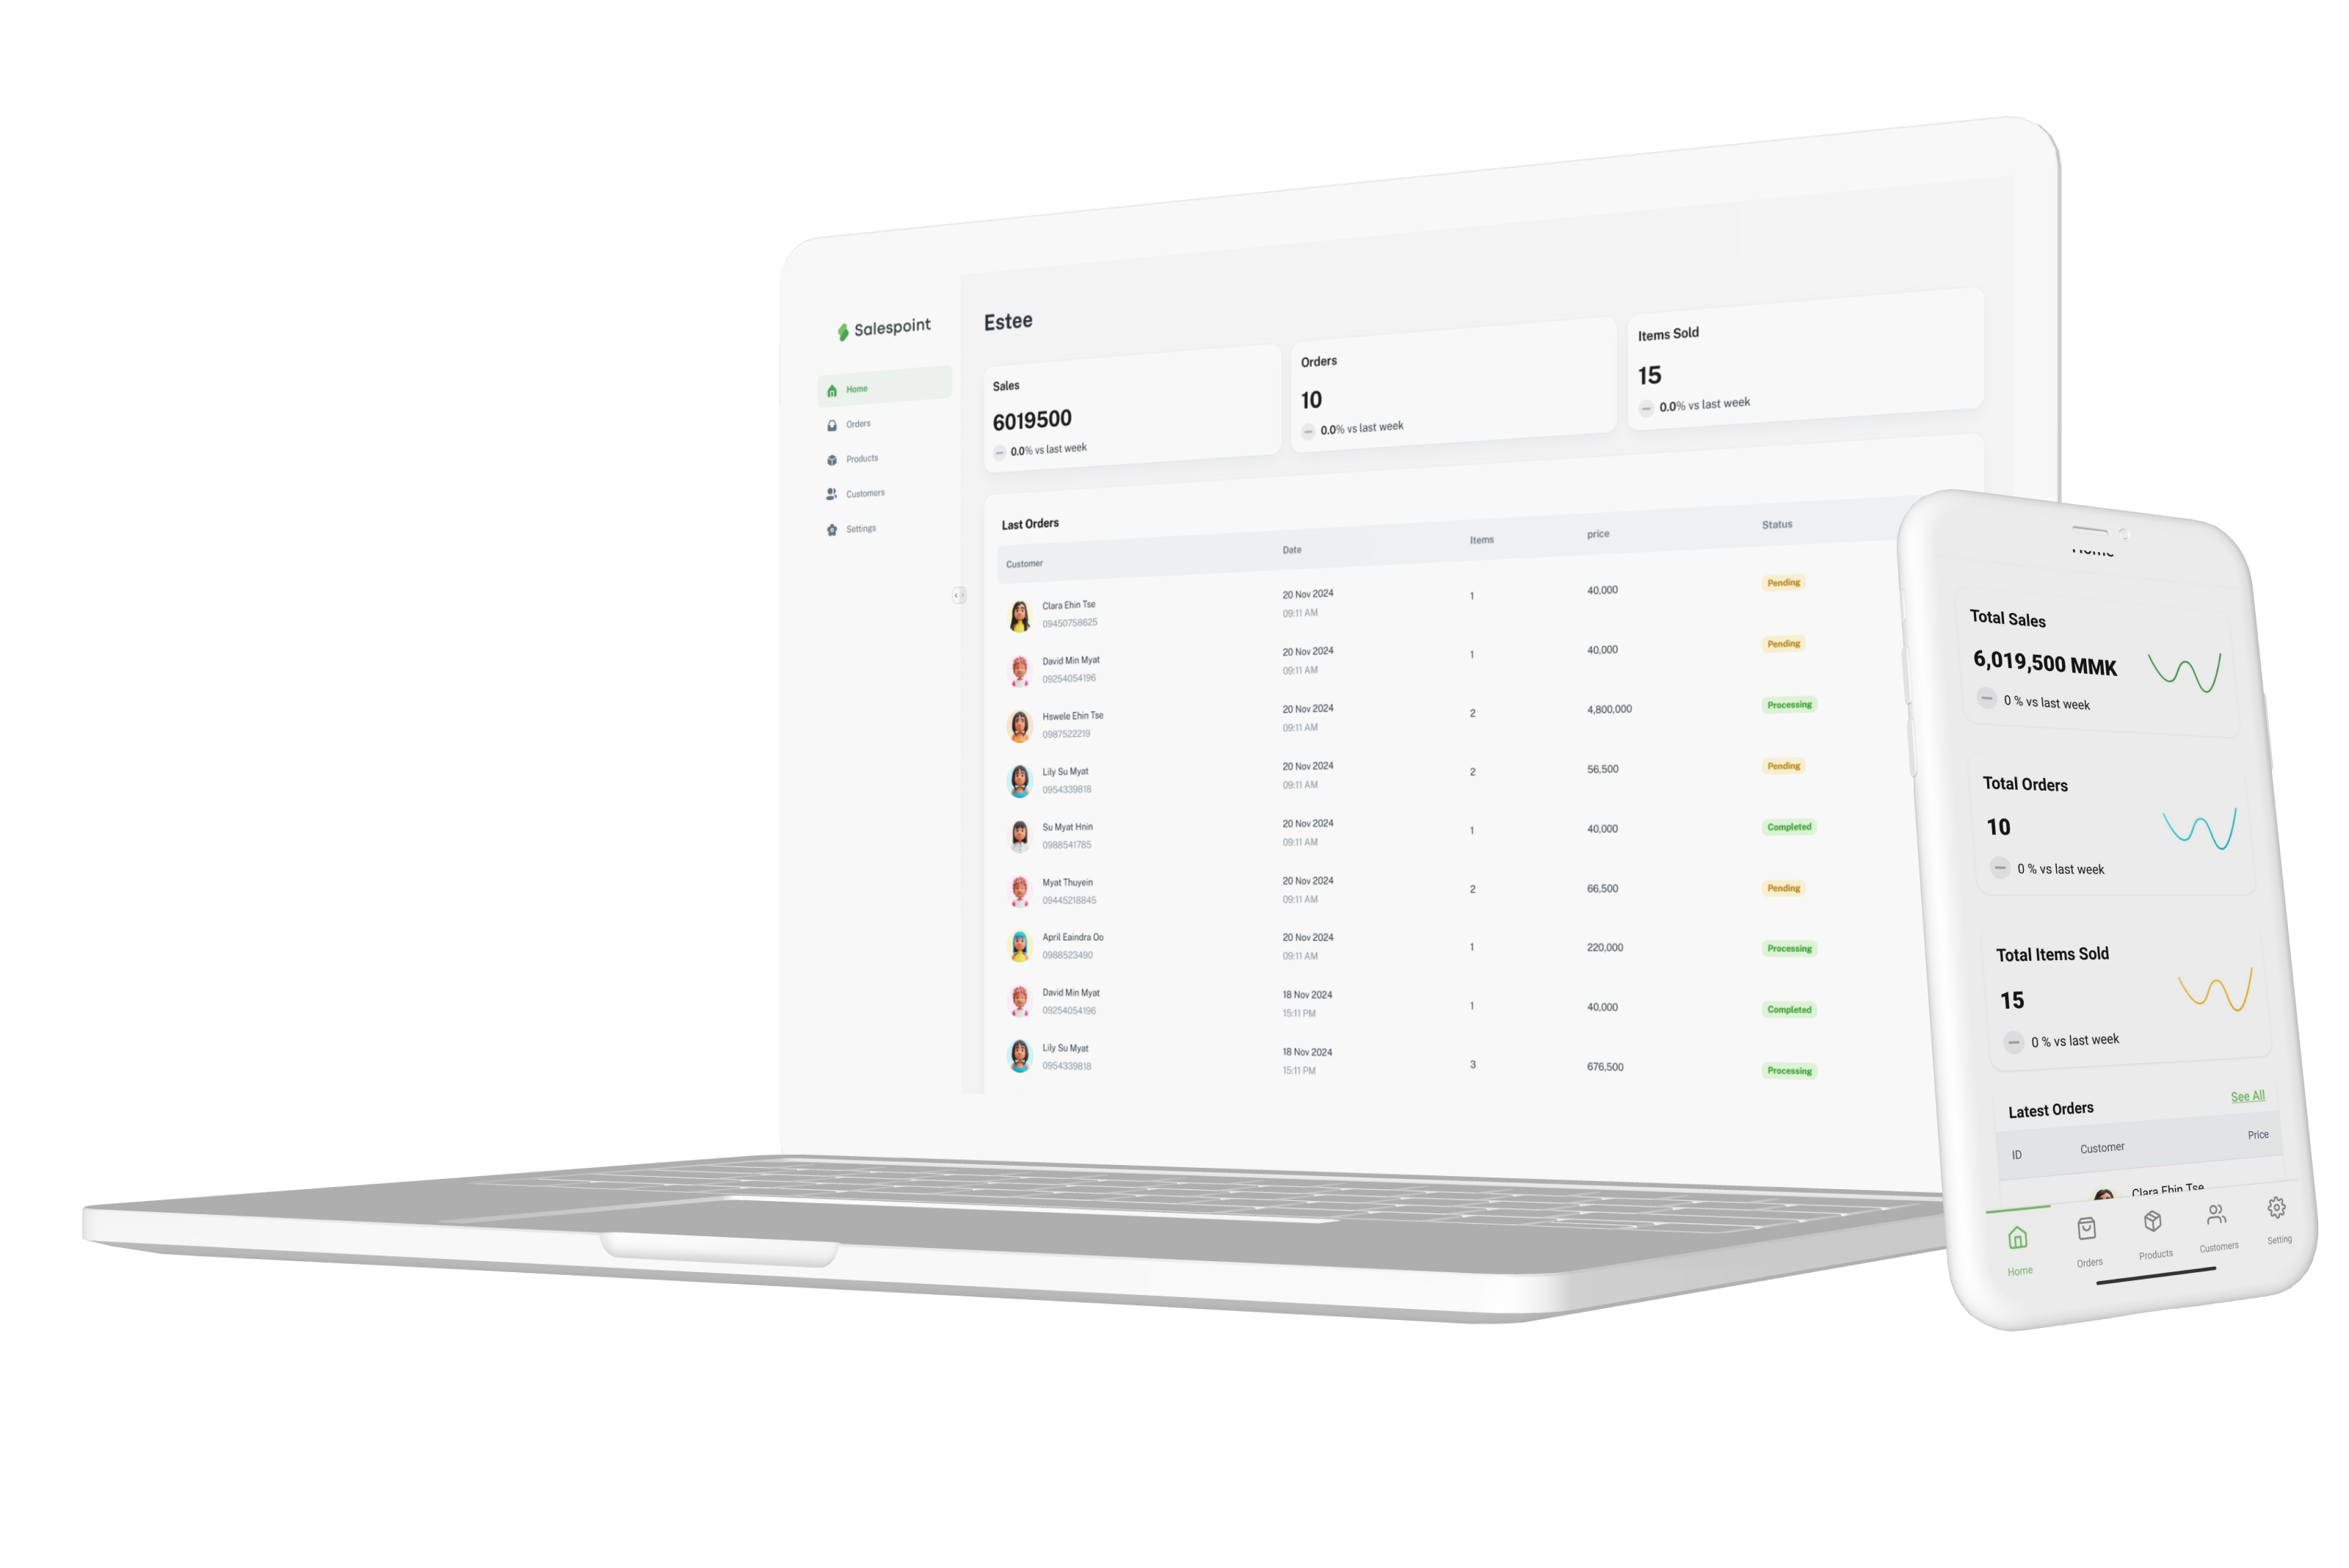 Salespoint
Home
Orders
Products
Customers
Settings
Estee
Sales
6019500
0.0% vs last week
Orders
10
0.0% vs last week
Items Sold
15
0.0% vs last week
Last Orders
Customer Date Items price Status
Clara Ehin Tse 20 Nov 2024 1 40,000 Pending
09450758625 09:11 AM
David Min Myat 20 Nov 2024 1 40,000 Pending
09254054196 09:11 AM
Hswele Ehin Tse 20 Nov 2024 2 4,800,000 Processing
0987522219 09:11 AM
Lily Su Myat 20 Nov 2024 2 56,500 Pending
0954339818 09:11 AM
Su Myat Hnin 20 Nov 2024 1 40,000 Completed
0988541785 09:11 AM
Myat Thuyein 20 Nov 2024 2 66,500 Pending
09445218845 09:11 AM
April Eaindra Oo 20 Nov 2024 1 220,000 Processing
0988523490 09:11 AM
David Min Myat 18 Nov 2024 1 40,000 Completed
09254054196 15:11 PM
Lily Su Myat 18 Nov 2024 3 676,500 Processing
0954339818 15:11 PM
Home
Total Sales
6,019,500 MMK
0 % vs last week
Total Orders
10
0 % vs last week
Total Items Sold
15
0 % vs last week
Latest Orders See All
ID Customer Price
Clara Ehin Tse
Home Orders Products Customers Setting